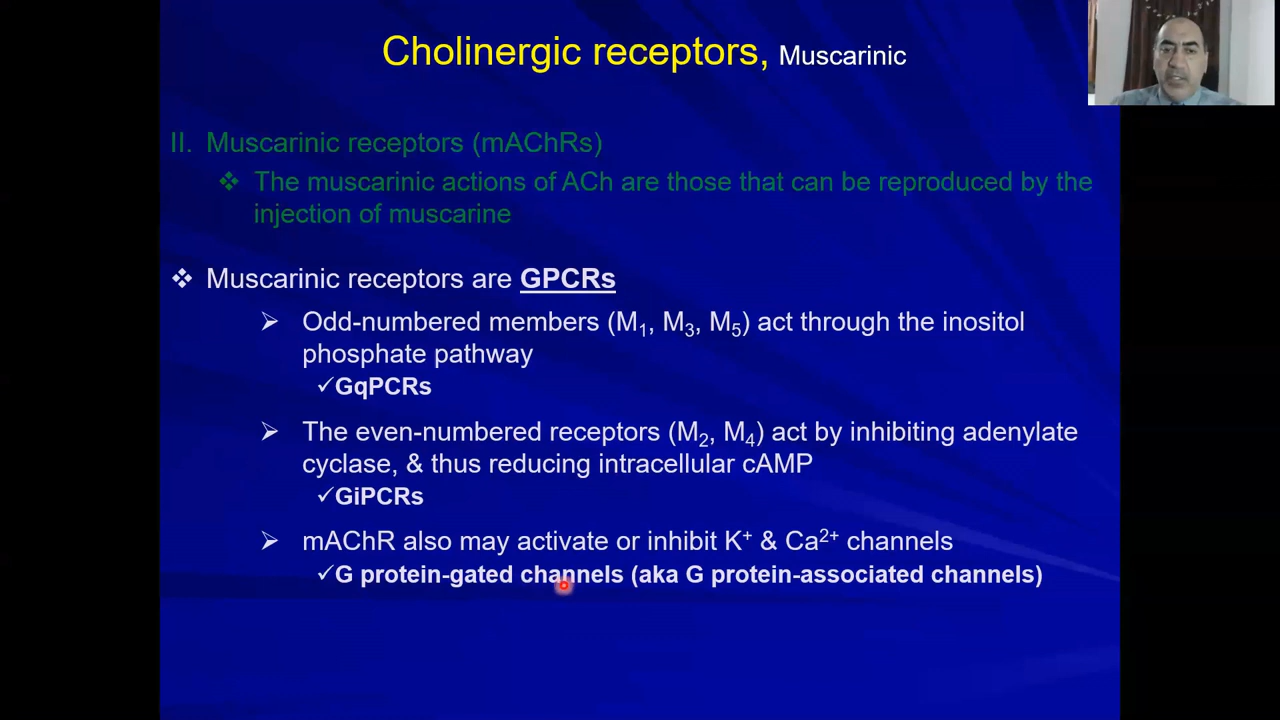 Cholinergic receptors, Muscarinic
II. Muscarinic receptors (mAChRs)
❖ The muscarinic actions of ACh are those that can be reproduced by the
injection of muscarine
❖ Muscarinic receptors are GPCRs
➢ Odd-numbered members (M₁, M₃, M₅) act through the inositol
phosphate pathway
✓GqPCRs
➢ The even-numbered receptors (M₂, M₄) act by inhibiting adenylate
cyclase, & thus reducing intracellular cAMP
✓GiPCRs
➢ mAChR also may activate or inhibit K⁺ & Ca²⁺ channels
✓G protein-gated channels (aka G protein-associated channels)